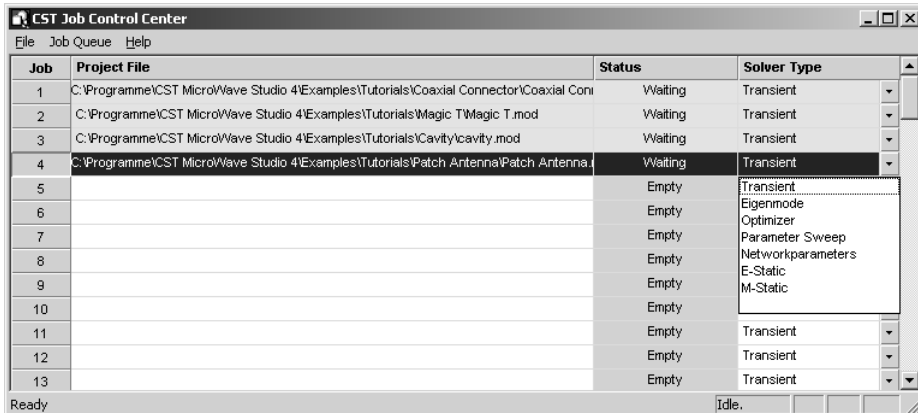 CST Job Control Center
File Job Queue Help
Job Project File Status Solver Type
1 C:\Programme\CST MicroWave Studio 4\Examples\Tutorials\Coaxial Connector\Coaxial Conn Waiting Transient
2 C:\Programme\CST MicroWave Studio 4\Examples\Tutorials\Magic T\Magic T.mod Waiting Transient
3 C:\Programme\CST MicroWave Studio 4\Examples\Tutorials\Cavity\cavity.mod Waiting Transient
4 C:\Programme\CST MicroWave Studio 4\Examples\Tutorials\Patch Antenna\Patch Antenna. Waiting Transient
5 Empty Transient
6 Empty Eigenmode
Optimizer
7 Empty Parameter Sweep
8 Empty Networkparameters
E-Static
9 Empty M-Static
10 Empty
11 Empty Transient
12 Empty Transient
13 Empty Transient
Ready Idle.